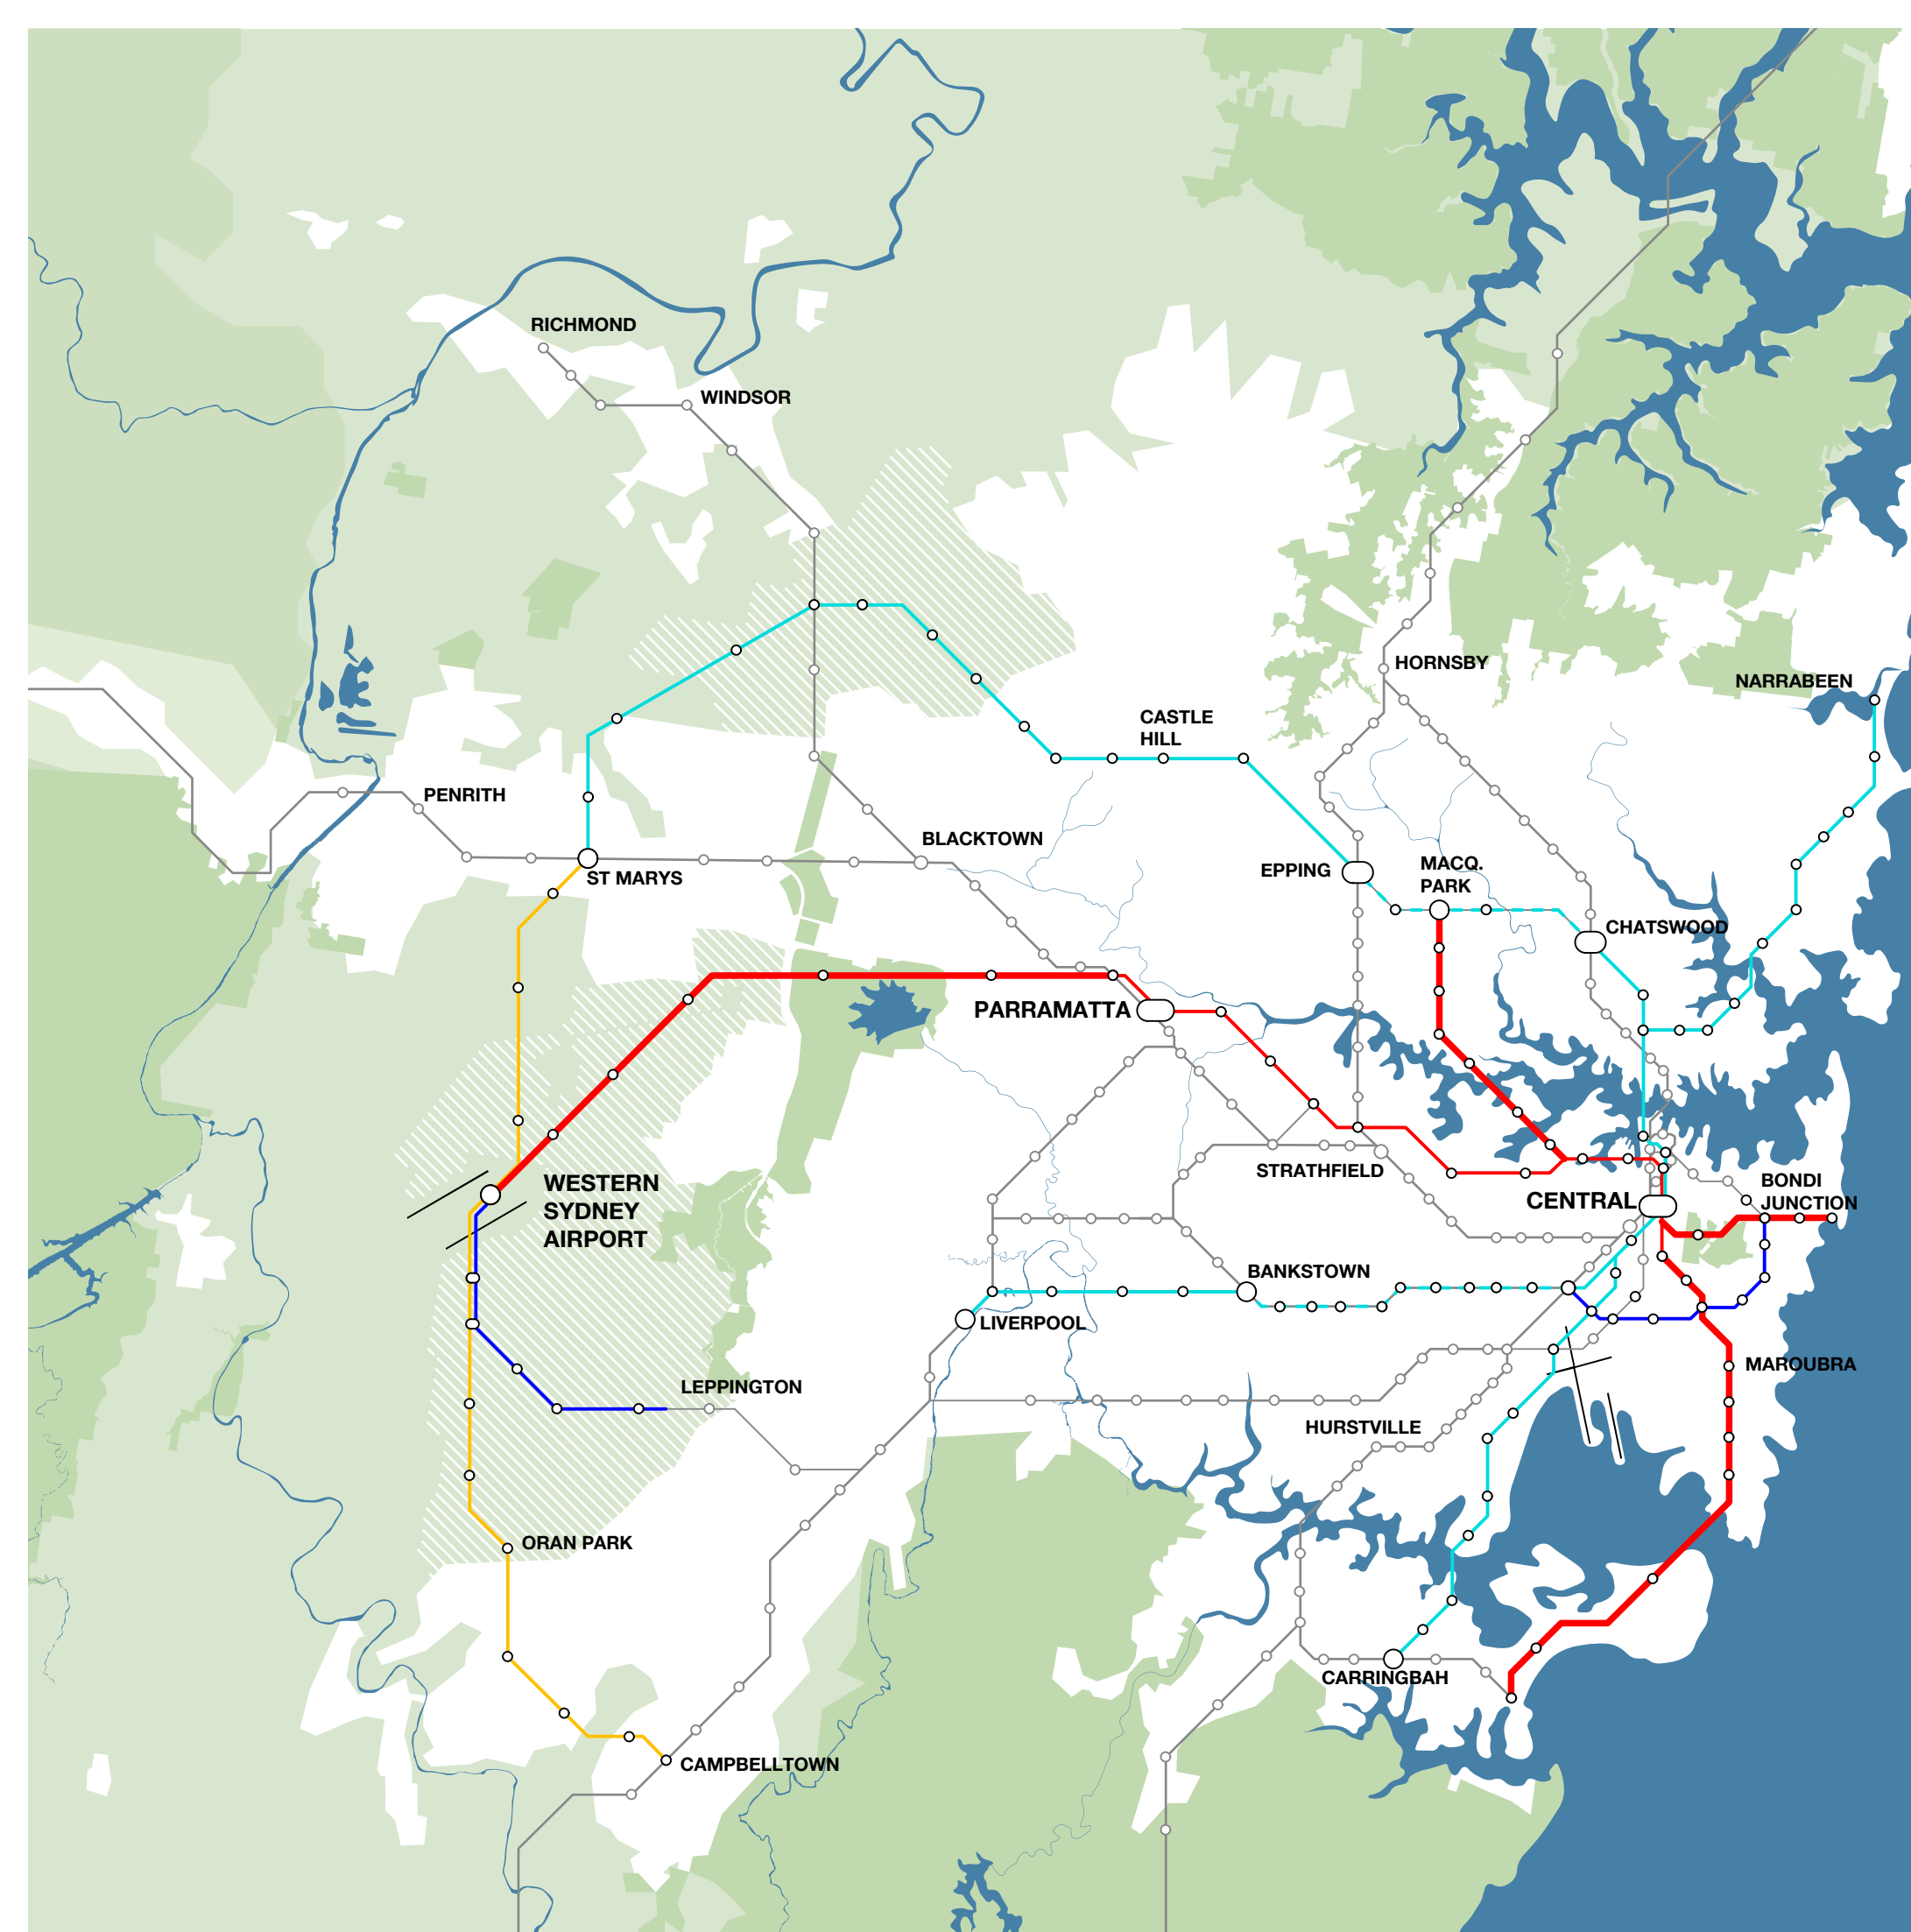 RICHMOND
WINDSOR
HORNSBY
NARRABEEN
CASTLE
HILL
PENRITH
BLACKTOWN
EPPING
MACQ.
PARK
ST MARYS
CHATSWOOD
PARRAMATTA
STRATHFIELD
WESTERN
SYDNEY
AIRPORT
BONDI
JUNCTION
CENTRAL
BANKSTOWN
LIVERPOOL
MAROUBRA
LEPPINGTON
HURSTVILLE
ORAN PARK
CARRINGBAH
CAMPBELLTOWN